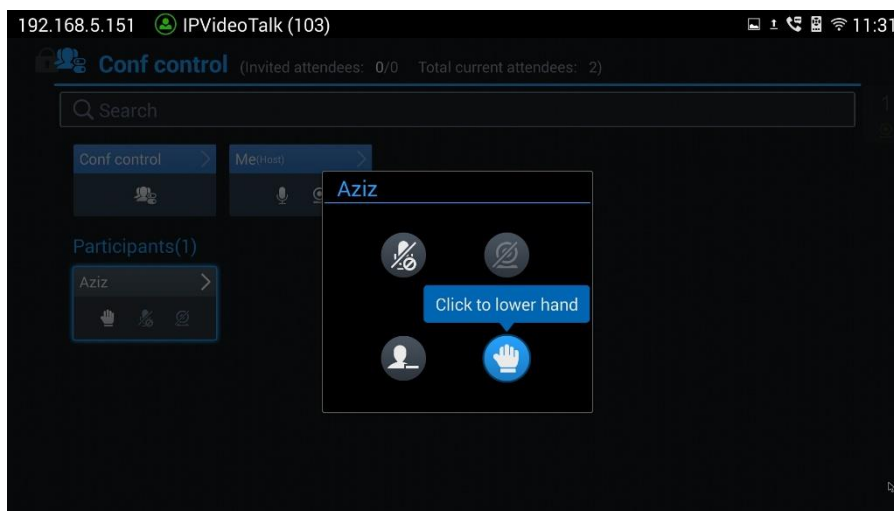 192.168.5.151 IPVideoTalk (103) 11:31
Conf control (Invited attendees: 0/0 Total current attendees: 2)
Search
Conf control Me(Host)
Aziz
Participants(1)
Aziz
Click to lower hand